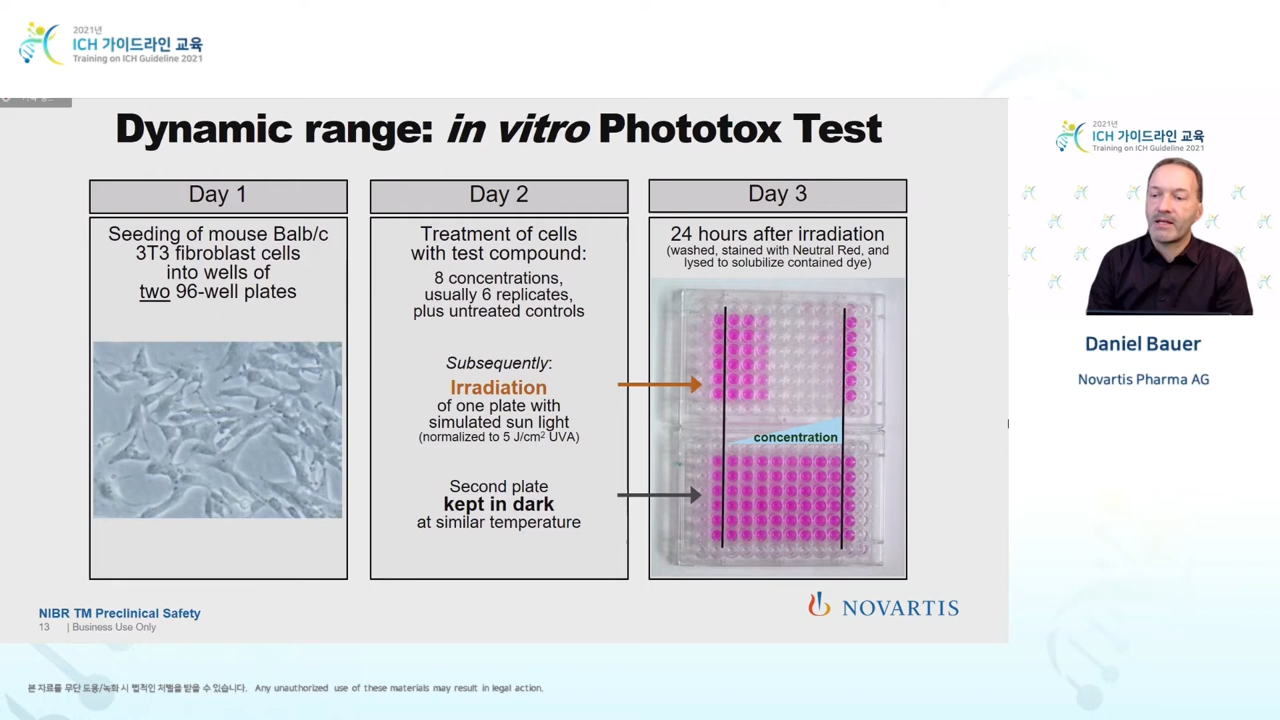 2021년
ICH 가이드라인 교육
Training on ICH Guideline 2021
Dynamic range: in vitro Phototox Test
Day 1
Seeding of mouse Balb/c
3T3 fibroblast cells
into wells of
two 96-well plates
Day 2
Treatment of cells
with test compound:
8 concentrations,
usually 6 replicates,
plus untreated controls
Subsequently:
Irradiation
of one plate with
simulated sun light
(normalized to 5 J/cm² UVA)
Second plate
kept in dark
at similar temperature
Day 3
24 hours after irradiation
(washed, stained with Neutral Red, and
lysed to solubilize contained dye)
concentration
NIBR TM Preclinical Safety
13 | Business Use Only
NOVARTIS
2021년
ICH 가이드라인 교육
Training on ICH Guideline 2021
Daniel Bauer
Novartis Pharma AG
본 자료를 무단 도용/녹화 시 법적인 처벌을 받을 수 있습니다. Any unauthorized use of these materials may result in legal action.